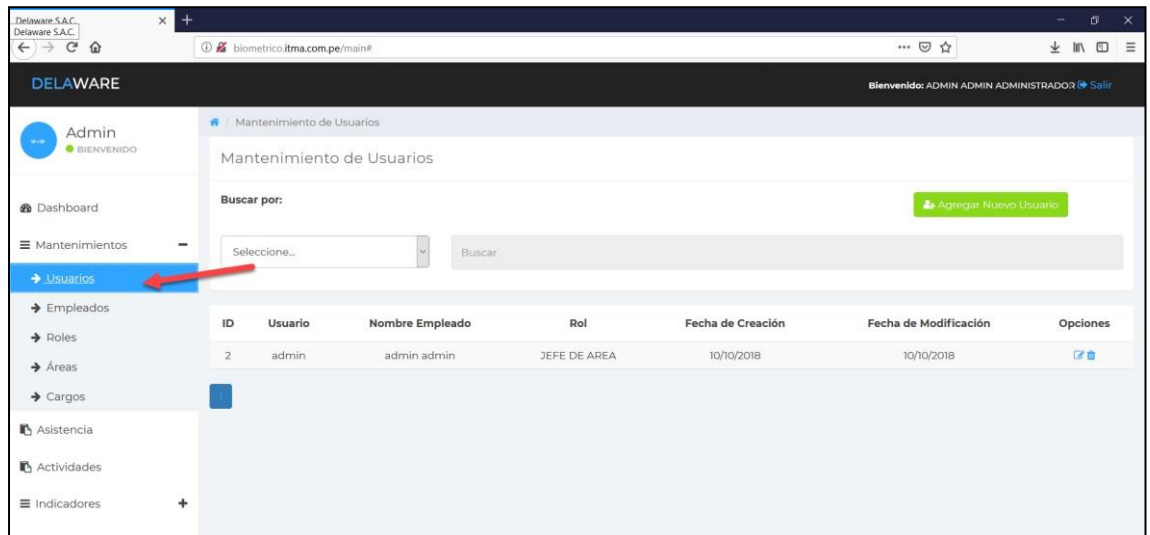 Delaware S.A.C.
Delaware S.A.C.
biometrico.itma.com.pe/main#
DELAWARE
Bienvenido: ADMIN ADMIN ADMINISTRADOR Salir
Admin
BIENVENIDO
/ Mantenimiento de Usuarios
Mantenimiento de Usuarios
Buscar por:
Agregar Nuevo Usuario
Seleccione...
Buscar
Dashboard
Mantenimientos
Usuarios
Empleados
Roles
Áreas
Cargos
Asistencia
Actividades
Indicadores
ID Usuario Nombre Empleado Rol Fecha de Creación Fecha de Modificación Opciones
2 admin admin admin JEFE DE AREA 10/10/2018 10/10/2018
1